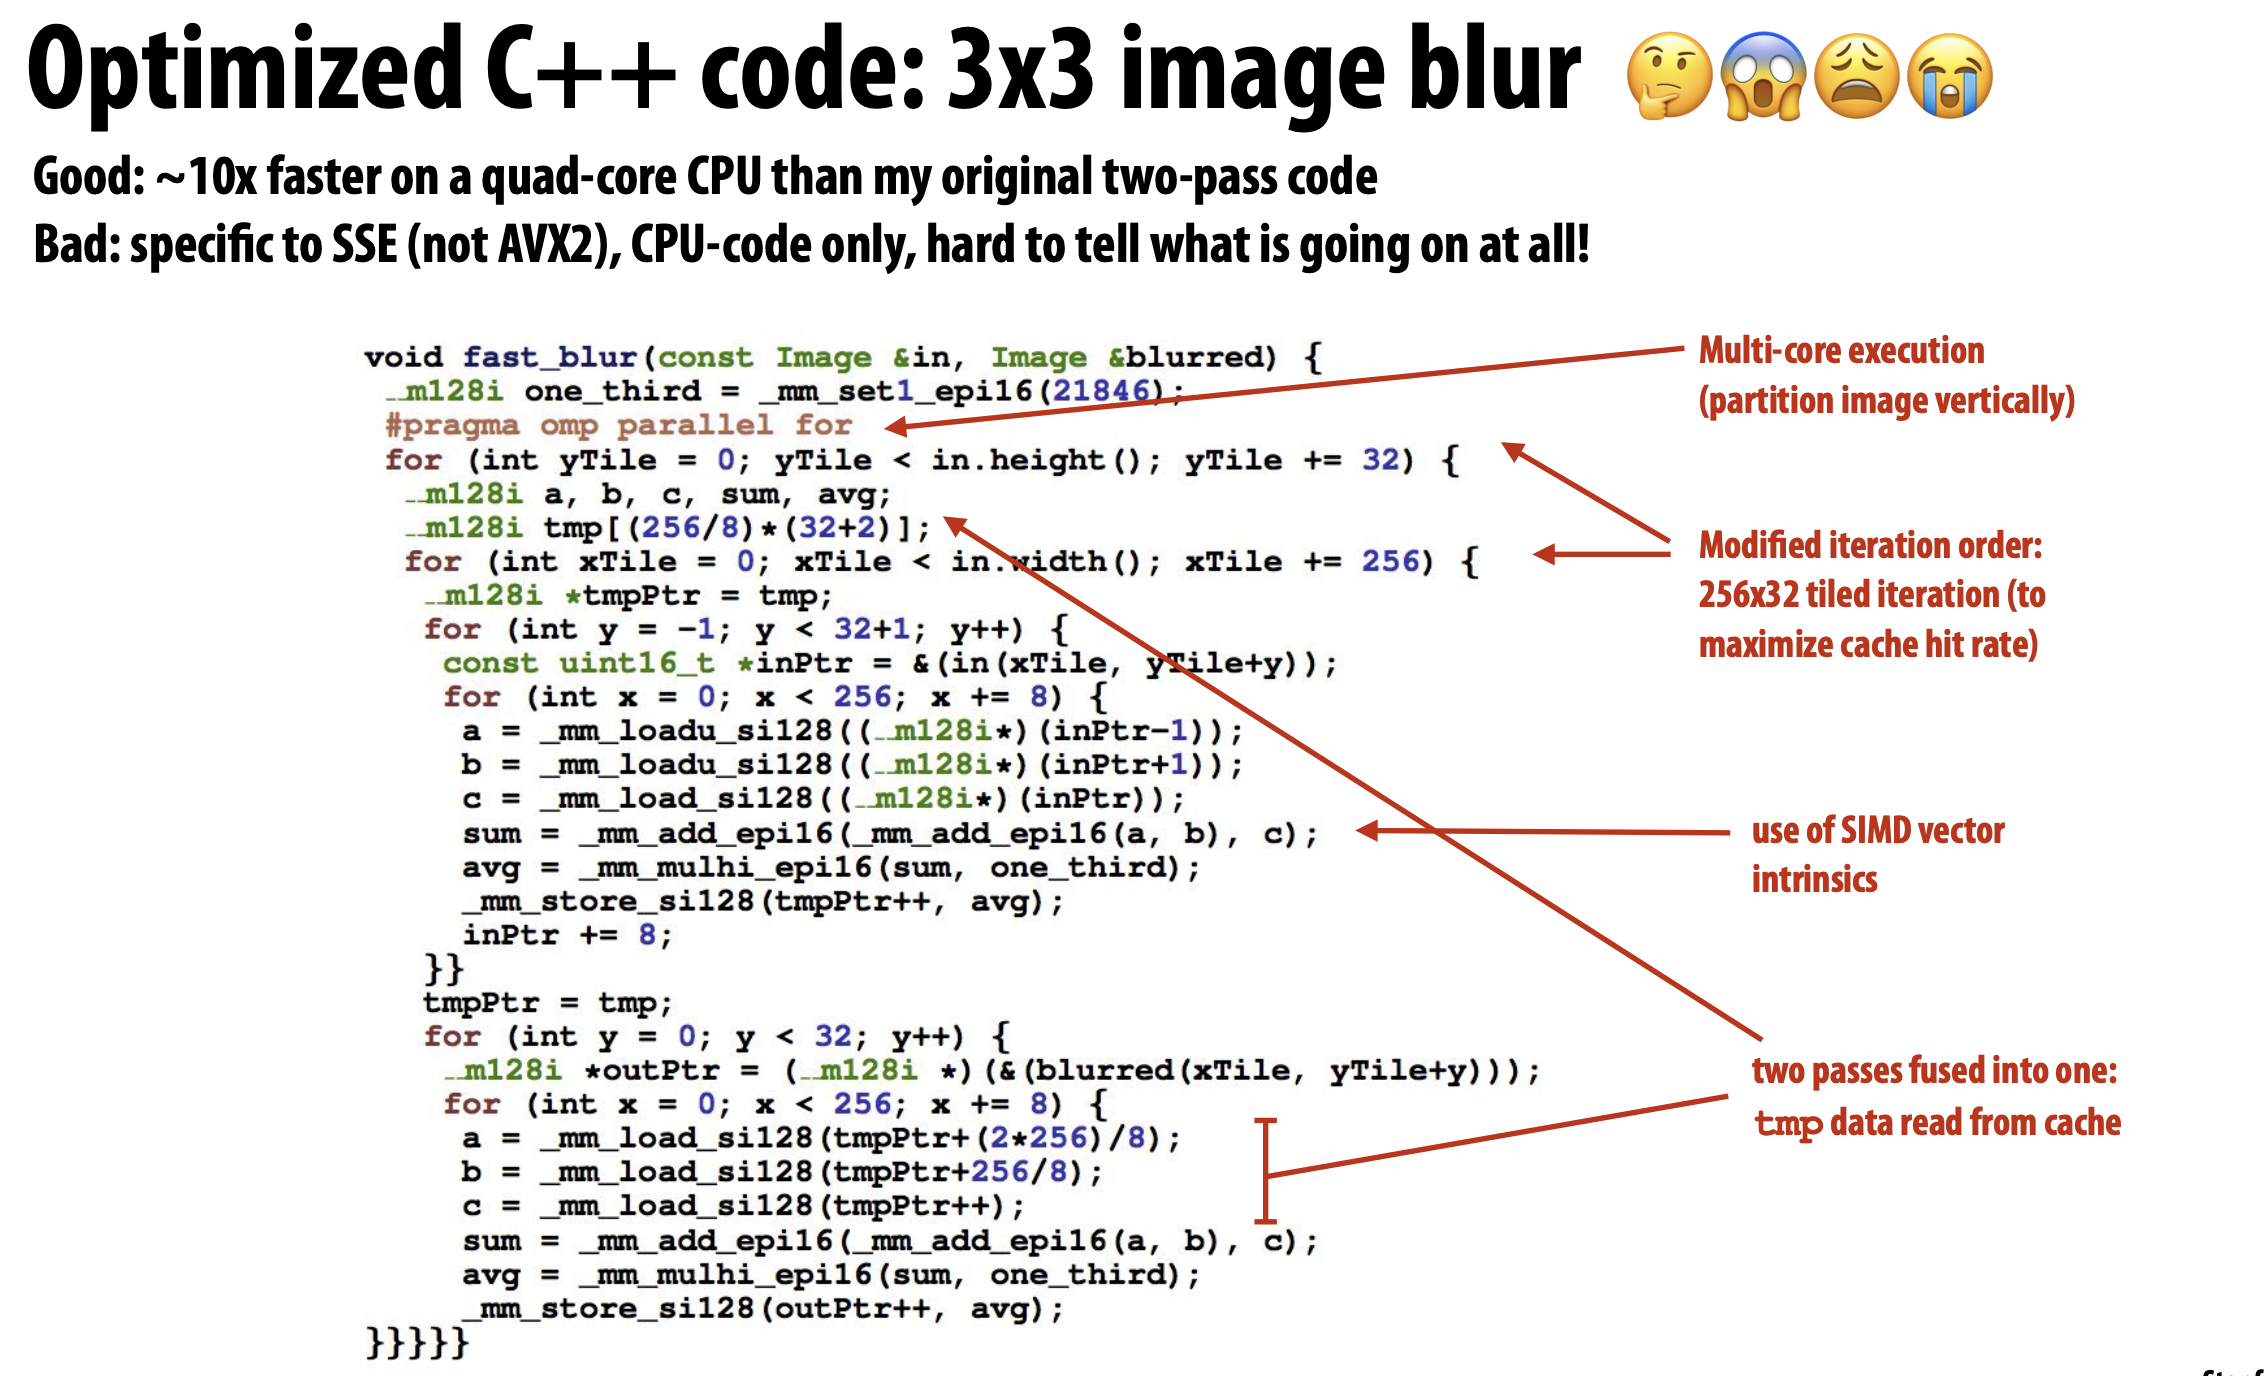 Optimized C++ code: 3x3 image blur
Good: ~10x faster on a quad-core CPU than my original two-pass code
Bad: specific to SSE (not AVX2), CPU-code only, hard to tell what is going on at all!
void fast_blur(const Image &in, Image &blurred) {
__m128i one_third = _mm_set1_epi16(21846);
#pragma omp parallel for
for (int yTile = 0; yTile < in.height(); yTile += 32) {
__m128i a, b, c, sum, avg;
__m128i tmp[(256/8)*(32+2)];
for (int xTile = 0; xTile < in.width(); xTile += 256) {
__m128i *tmpPtr = tmp;
for (int y = -1; y < 32+1; y++) {
const uint16_t *inPtr = &(in(xTile, yTile+y));
for (int x = 0; x < 256; x += 8) {
a = _mm_loadu_si128((__m128i*)(inPtr-1));
b = _mm_loadu_si128((__m128i*)(inPtr+1));
c = _mm_load_si128((__m128i*)(inPtr));
sum = _mm_add_epi16(_mm_add_epi16(a, b), c);
avg = _mm_mulhi_epi16(sum, one_third);
_mm_store_si128(tmpPtr++, avg);
inPtr += 8;
}}
tmpPtr = tmp;
for (int y = 0; y < 32; y++) {
__m128i *outPtr = (__m128i *)(&(blurred(xTile, yTile+y)));
for (int x = 0; x < 256; x += 8) {
a = _mm_load_si128(tmpPtr+(2*256)/8);
b = _mm_load_si128(tmpPtr+256/8);
c = _mm_load_si128(tmpPtr++);
sum = _mm_add_epi16(_mm_add_epi16(a, b), c);
avg = _mm_mulhi_epi16(sum, one_third);
_mm_store_si128(outPtr++, avg);
}}}}}
Multi-core execution
(partition image vertically)
Modified iteration order:
256x32 tiled iteration (to
maximize cache hit rate)
use of SIMD vector
intrinsics
two passes fused into one:
tmp data read from cache